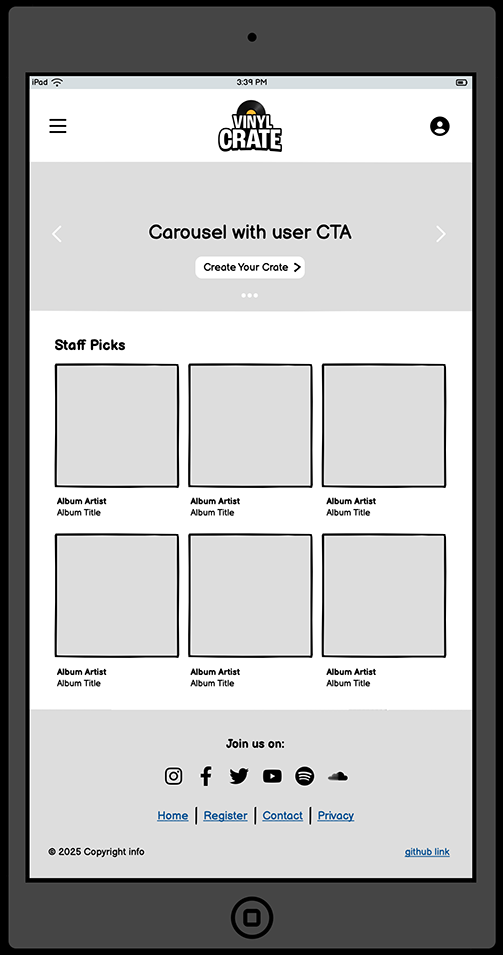 iPad 3:39 PM
VINYL
CRATE
Carousel with user CTA
Create Your Crate
Staff Picks
Album Artist Album Artist Album Artist
Album Title Album Title Album Title
Album Artist Album Artist Album Artist
Album Title Album Title Album Title
Join us on:
Home | Register | Contact | Privacy
© 2025 Copyright info github link